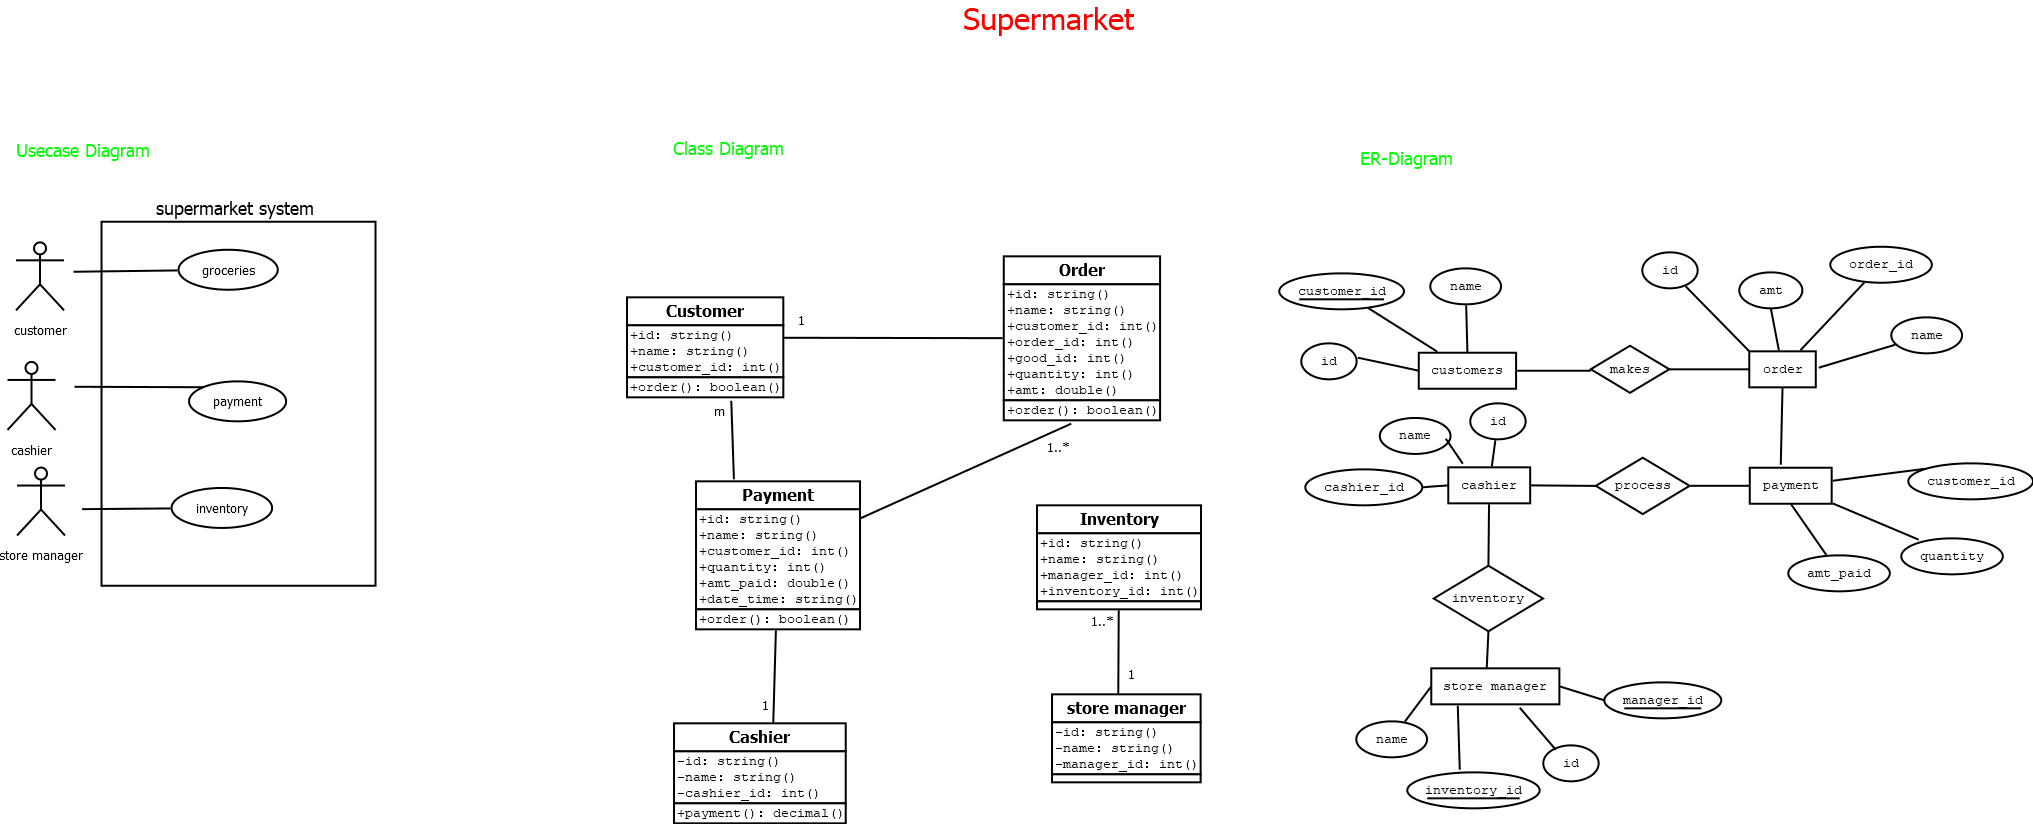 Supermarket
Usecase Diagram
supermarket system
customer
groceries
cashier
payment
store manager
inventory
Class Diagram
Customer
+id: string()
+name: string()
+customer_id: int()
+order(): boolean()
1
m
Order
+id: string()
+name: string()
+customer_id: int()
+order_id: int()
+good_id: int()
+quantity: int()
+amt: double()
+order(): boolean()
1..*
Payment
+id: string()
+name: string()
+customer_id: int()
+quantity: int()
+amt_paid: double()
+date_time: string()
+order(): boolean()
1
Cashier
-id: string()
-name: string()
-cashier_id: int()
+payment(): decimal()
Inventory
+id: string()
+name: string()
+manager_id: int()
+inventory_id: int()
1..*
1
store manager
-id: string()
-name: string()
-manager_id: int()
ER-Diagram
customer_id
name
id
customers
makes
id
amt
order_id
name
order
name
id
cashier_id
cashier
process
payment
customer_id
quantity
amt_paid
inventory
store manager
manager_id
name
id
inventory_id